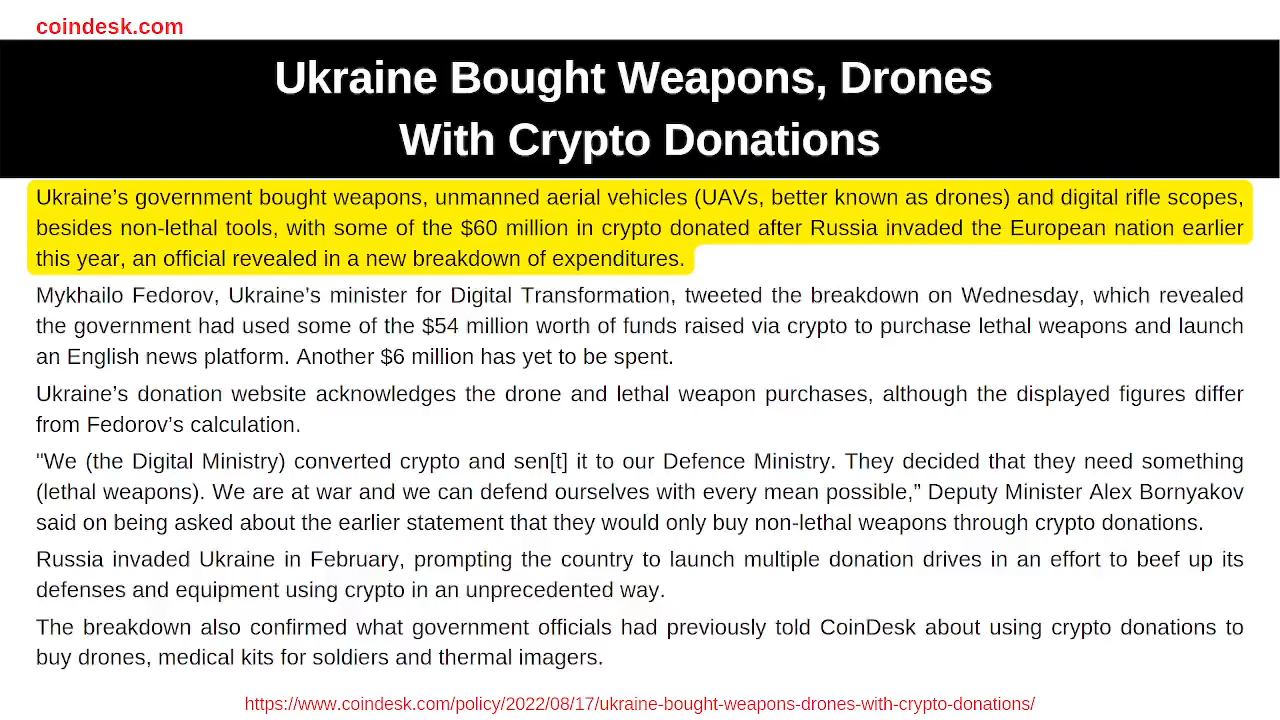 coindesk.com
Ukraine Bought Weapons, Drones
With Crypto Donations
Ukraine’s government bought weapons, unmanned aerial vehicles (UAVs, better known as drones) and digital rifle scopes,
besides non-lethal tools, with some of the $60 million in crypto donated after Russia invaded the European nation earlier
this year, an official revealed in a new breakdown of expenditures.
Mykhailo Fedorov, Ukraine’s minister for Digital Transformation, tweeted the breakdown on Wednesday, which revealed
the government had used some of the $54 million worth of funds raised via crypto to purchase lethal weapons and launch
an English news platform. Another $6 million has yet to be spent.
Ukraine’s donation website acknowledges the drone and lethal weapon purchases, although the displayed figures differ
from Fedorov’s calculation.
"We (the Digital Ministry) converted crypto and sen[t] it to our Defence Ministry. They decided that they need something
(lethal weapons). We are at war and we can defend ourselves with every mean possible,” Deputy Minister Alex Bornyakov
said on being asked about the earlier statement that they would only buy non-lethal weapons through crypto donations.
Russia invaded Ukraine in February, prompting the country to launch multiple donation drives in an effort to beef up its
defenses and equipment using crypto in an unprecedented way.
The breakdown also confirmed what government officials had previously told CoinDesk about using crypto donations to
buy drones, medical kits for soldiers and thermal imagers.
https://www.coindesk.com/policy/2022/08/17/ukraine-bought-weapons-drones-with-crypto-donations/